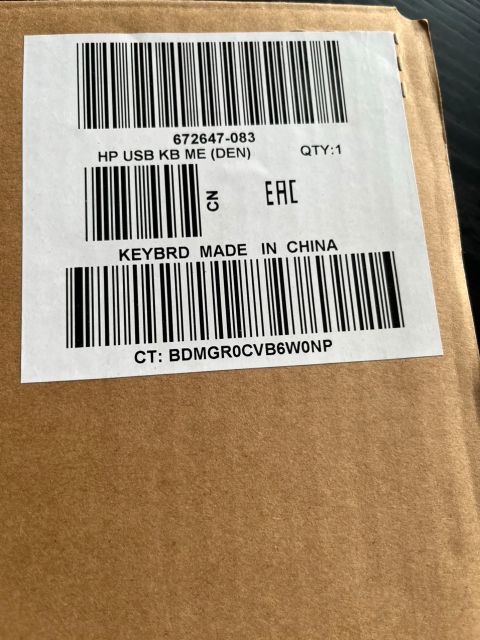 672647-083
HP USB KB ME (DEN) QTY:1
CN
EAC
KEYBRD MADE IN CHINA
CT: BDMGR0CVB6W0NP